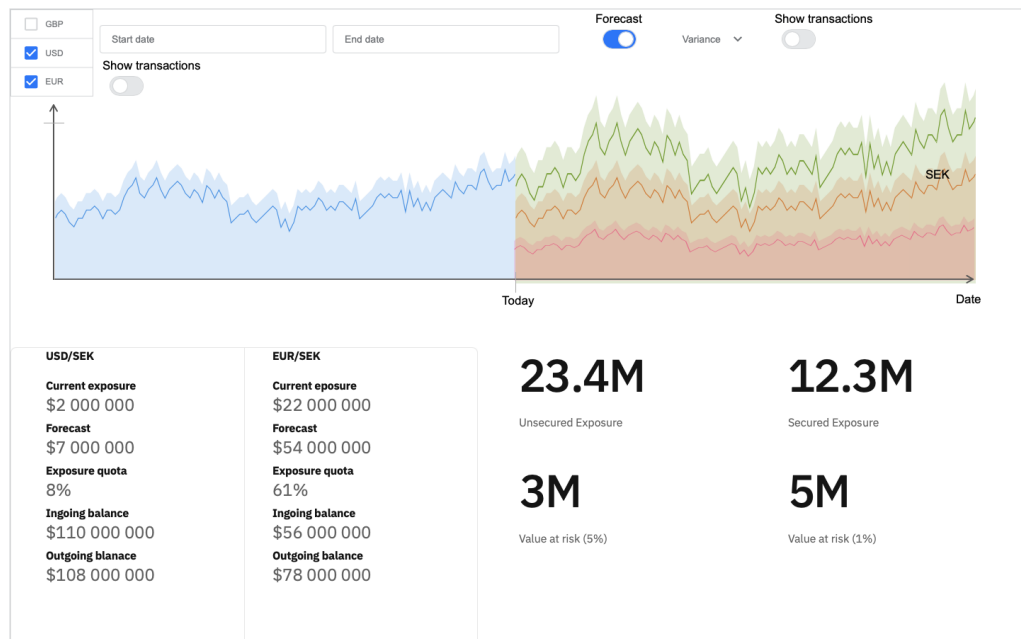 GBP
USD
EUR
Start date
End date
Forecast
Variance
Show transactions
Show transactions
SEK
Today
Date
USD/SEK
Current exposure
$2 000 000
Forecast
$7 000 000
Exposure quota
8%
Ingoing balance
$110 000 000
Outgoing blanace
$108 000 000
EUR/SEK
Current eposure
$22 000 000
Forecast
$54 000 000
Exposure quota
61%
Ingoing balance
$56 000 000
Outgoing balance
$78 000 000
23.4M
Unsecured Exposure
12.3M
Secured Exposure
3M
Value at risk (5%)
5M
Value at risk (1%)